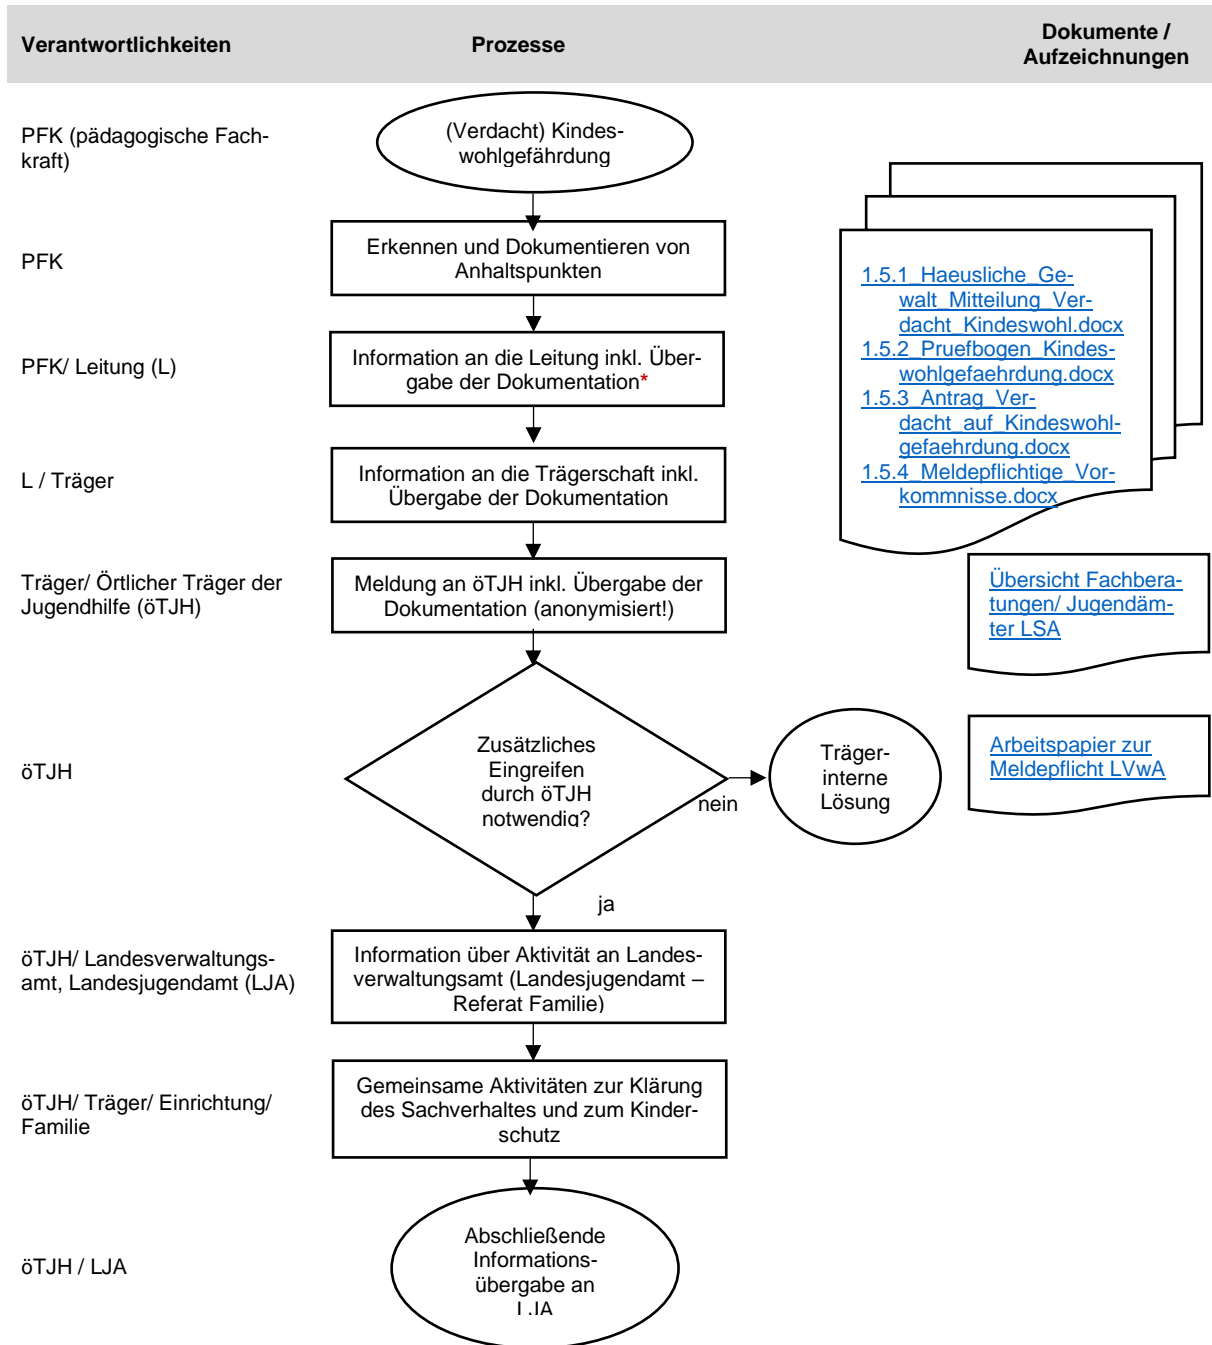 Verantwortlichkeiten
Prozesse
Dokumente /
Aufzeichnungen
PFK (pädagogische Fach-
kraft)
(Verdacht) Kindes-
wohlgefährdung
PFK
Erkennen und Dokumentieren von
Anhaltspunkten
1.5.1_Haeusliche_Ge-
walt_Mitteilung_Ver-
dacht_Kindeswohl.docx
1.5.2_Pruefbogen_Kindes-
wohlgefaehrdung.docx
1.5.3_Antrag_Ver-
dacht_auf_Kindeswohl-
gefaehrdung.docx
1.5.4_Meldepflichtige_Vor-
kommnisse.docx
PFK/ Leitung (L)
Information an die Leitung inkl. Über-
gabe der Dokumentation*
L / Träger
Information an die Trägerschaft inkl.
Übergabe der Dokumentation
Träger/ Örtlicher Träger der
Jugendhilfe (öTJH)
Meldung an öTJH inkl. Übergabe der
Dokumentation (anonymisiert!)
Übersicht Fachbera-
tungen/ Jugendäm-
ter LSA
öTJH
Zusätzliches
Eingreifen
durch öTJH
notwendig?
nein
Träger-
interne
Lösung
Arbeitspapier zur
Meldepflicht LVwA
ja
öTJH/ Landesverwaltungs-
amt, Landesjugendamt (LJA)
Information über Aktivität an Landes-
verwaltungsamt (Landesjugendamt –
Referat Familie)
öTJH/ Träger/ Einrichtung/
Familie
Gemeinsame Aktivitäten zur Klärung
des Sachverhaltes und zum Kinder-
schutz
öTJH / LJA
Abschließende
Informations-
übergabe an
LJA